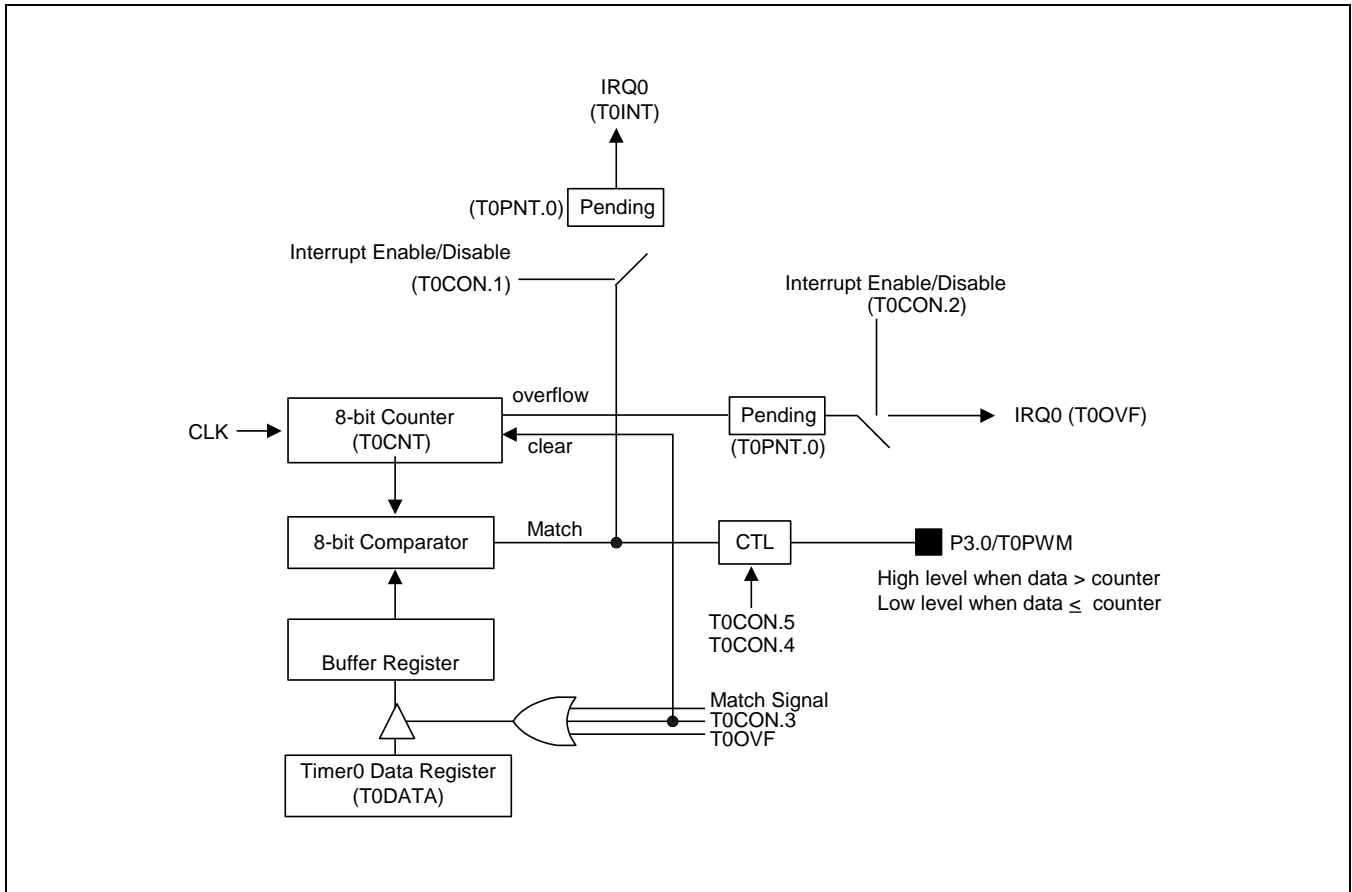 IRQ0
(T0INT)
(T0PNT.0)
Pending
Interrupt Enable/Disable
(T0CON.1)
Interrupt Enable/Disable
(T0CON.2)
overflow
8-bit Counter
(T0CNT)
CLK
clear
Pending
(T0PNT.0)
IRQ0 (T0OVF)
8-bit Comparator
Match
CTL
P3.0/T0PWM
High level when data > counter
Low level when data ≤ counter
T0CON.5
T0CON.4
Buffer Register
Match Signal
T0CON.3
T0OVF
Timer0 Data Register
(T0DATA)